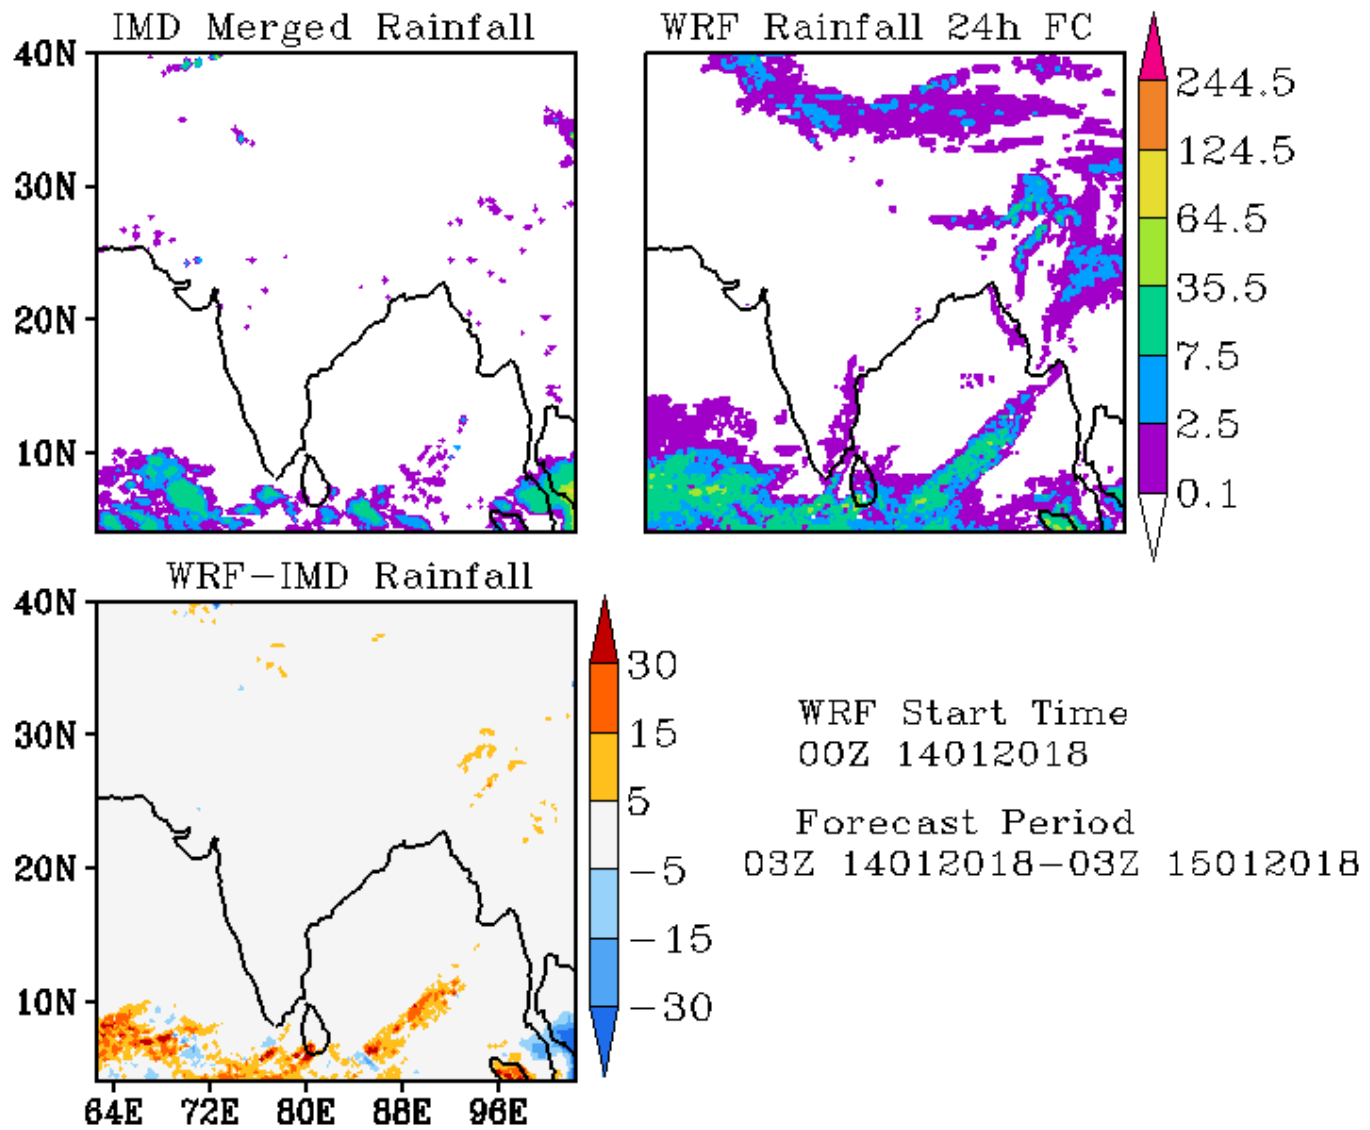 IMD Merged Rainfall
WRF Rainfall 24h FC
40N
30N
20N
10N
244.5
124.5
64.5
35.5
7.5
2.5
0.1
WRF-IMD Rainfall
40N
30N
20N
10N
64E 72E 80E 88E 96E
30
15
5
-5
-15
-30
WRF Start Time
00Z 14012018
Forecast Period
03Z 14012018-03Z 15012018